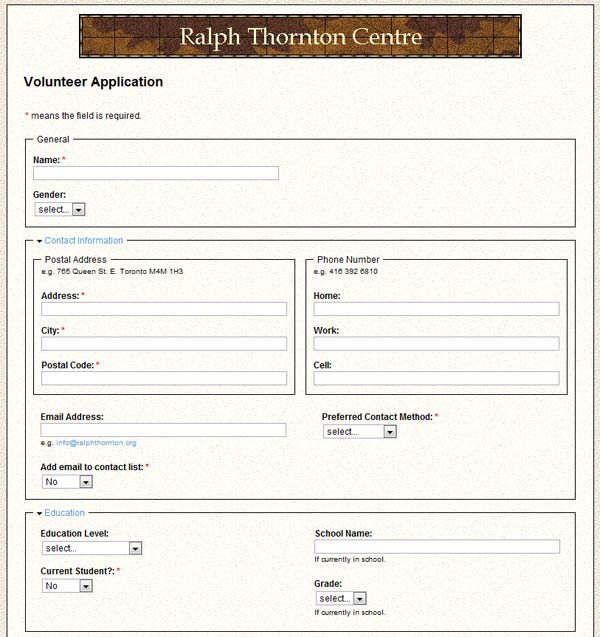 Ralph Thornton Centre
Volunteer Application
* means the field is required.
General
Name: *
Gender:
select...
Contact Information
Postal Address
e.g. 765 Queen St. E. Toronto M4M 1H3
Address: *
City: *
Postal Code: *
Phone Number
e.g. 416 392 6810
Home:
Work:
Cell:
Email Address:
e.g. info@ralphthornton.org
Preferred Contact Method: *
select...
Add email to contact list: *
No
Education
Education Level:
select...
Current Student?: *
No
School Name:
If currently in school.
Grade:
select...
If currently in school.